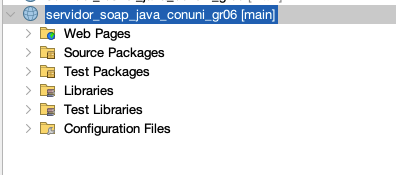 servidor_soap_java_conuni_gr06 [main]
Web Pages
Source Packages
Test Packages
Libraries
Test Libraries
Configuration Files